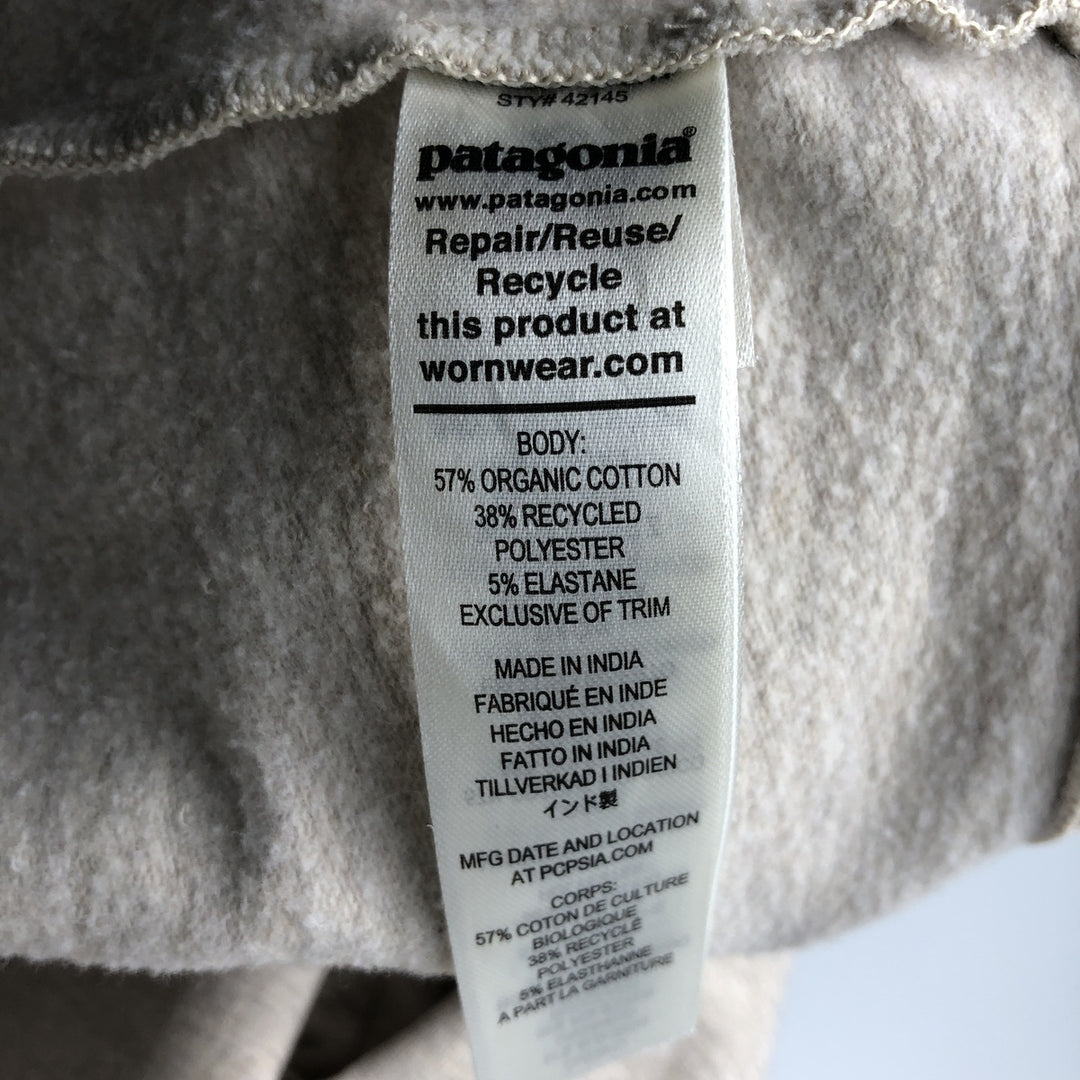 STY# 42145
patagonia®
www.patagonia.com
Repair/Reuse/
Recycle
this product at
wornwear.com
BODY:
57% ORGANIC COTTON
38% RECYCLED
POLYESTER
5% ELASTANE
EXCLUSIVE OF TRIM
MADE IN INDIA
FABRIQUÉ EN INDE
HECHO EN INDIA
FATTO IN INDIA
TILLVERKAD I INDIEN
インド製
MFG DATE AND LOCATION
AT PCPSIA.COM
CORPS:
57% COTON DE CULTURE
BIOLOGIQUE
38% RECYCLÉ
POLYESTER
5% ELASTHANNE
A PART LA GARNITURE